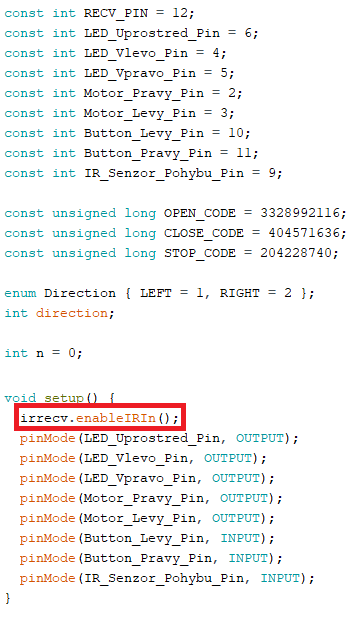 const int RECV_PIN = 12;
const int LED_Uprostred_Pin = 6;
const int LED_Vlevo_Pin = 4;
const int LED_Vpravo_Pin = 5;
const int Motor_Pravy_Pin = 2;
const int Motor_Levy_Pin = 3;
const int Button_Levy_Pin = 10;
const int Button_Pravy_Pin = 11;
const int IR_Senzor_Pohybu_Pin = 9;
const unsigned long OPEN_CODE = 3328992116;
const unsigned long CLOSE_CODE = 404571636;
const unsigned long STOP_CODE = 204228740;
enum Direction { LEFT = 1, RIGHT = 2 };
int direction;
int n = 0;
void setup() {
  irrecv.enableIRIn();
  pinMode(LED_Uprostred_Pin, OUTPUT);
  pinMode(LED_Vlevo_Pin, OUTPUT);
  pinMode(LED_Vpravo_Pin, OUTPUT);
  pinMode(Motor_Pravy_Pin, OUTPUT);
  pinMode(Motor_Levy_Pin, OUTPUT);
  pinMode(Button_Levy_Pin, INPUT);
  pinMode(Button_Pravy_Pin, INPUT);
  pinMode(IR_Senzor_Pohybu_Pin, INPUT);
}